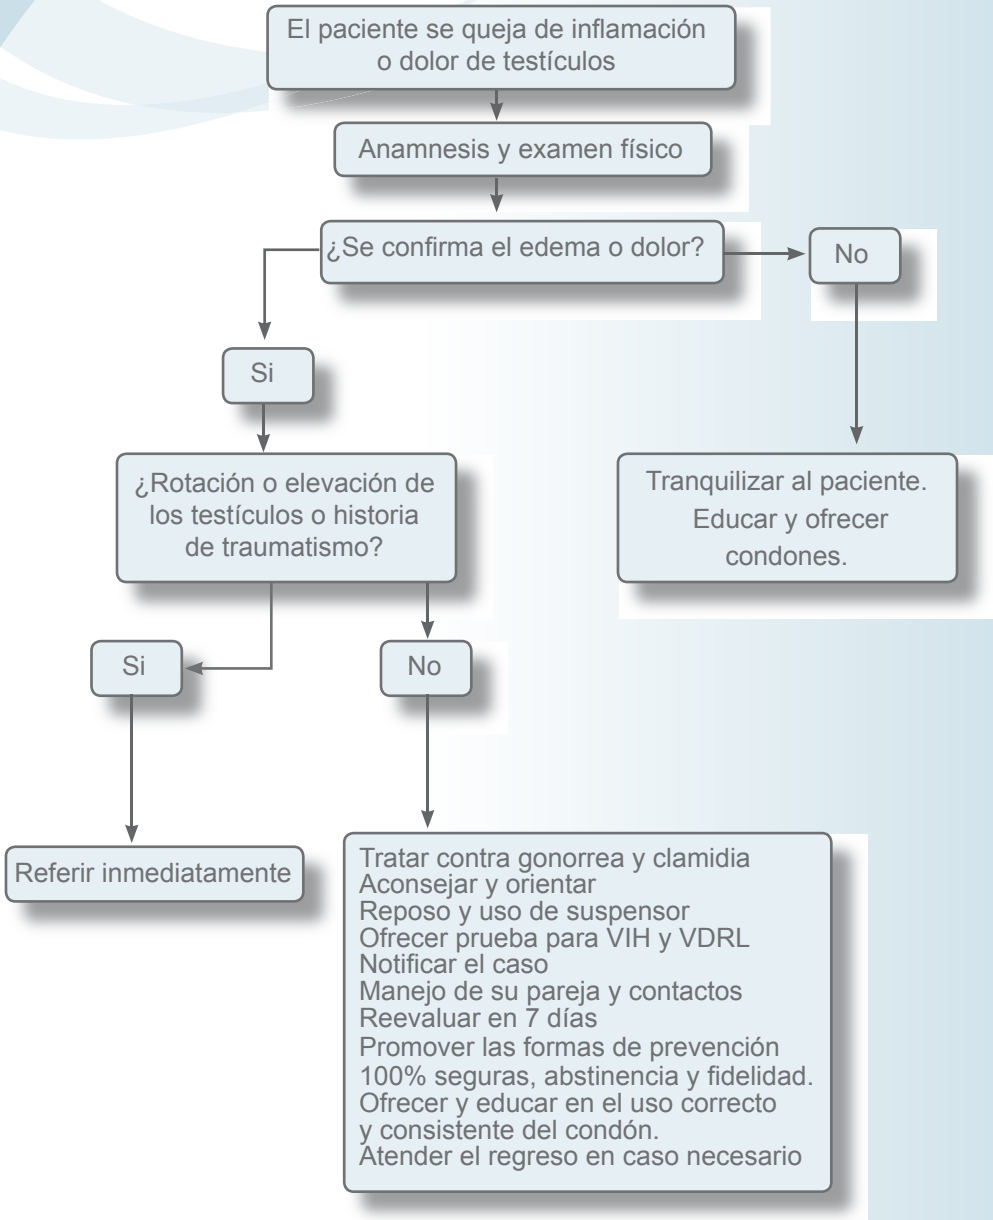 El paciente se queja de inflamación
o dolor de testículos
Anamnesis y examen físico
¿Se confirma el edema o dolor?
No
Si
¿Rotación o elevación de
los testículos o historia
de traumatismo?
Tranquilizar al paciente.
Educar y ofrecer
condones.
Si
No
Referir inmediatamente
Tratar contra gonorrea y clamidia
Aconsejar y orientar
Reposo y uso de suspensor
Ofrecer prueba para VIH y VDRL
Notificar el caso
Manejo de su pareja y contactos
Reevaluar en 7 días
Promover las formas de prevención
100% seguras, abstinencia y fidelidad.
Ofrecer y educar en el uso correcto
y consistente del condón.
Atender el regreso en caso necesario